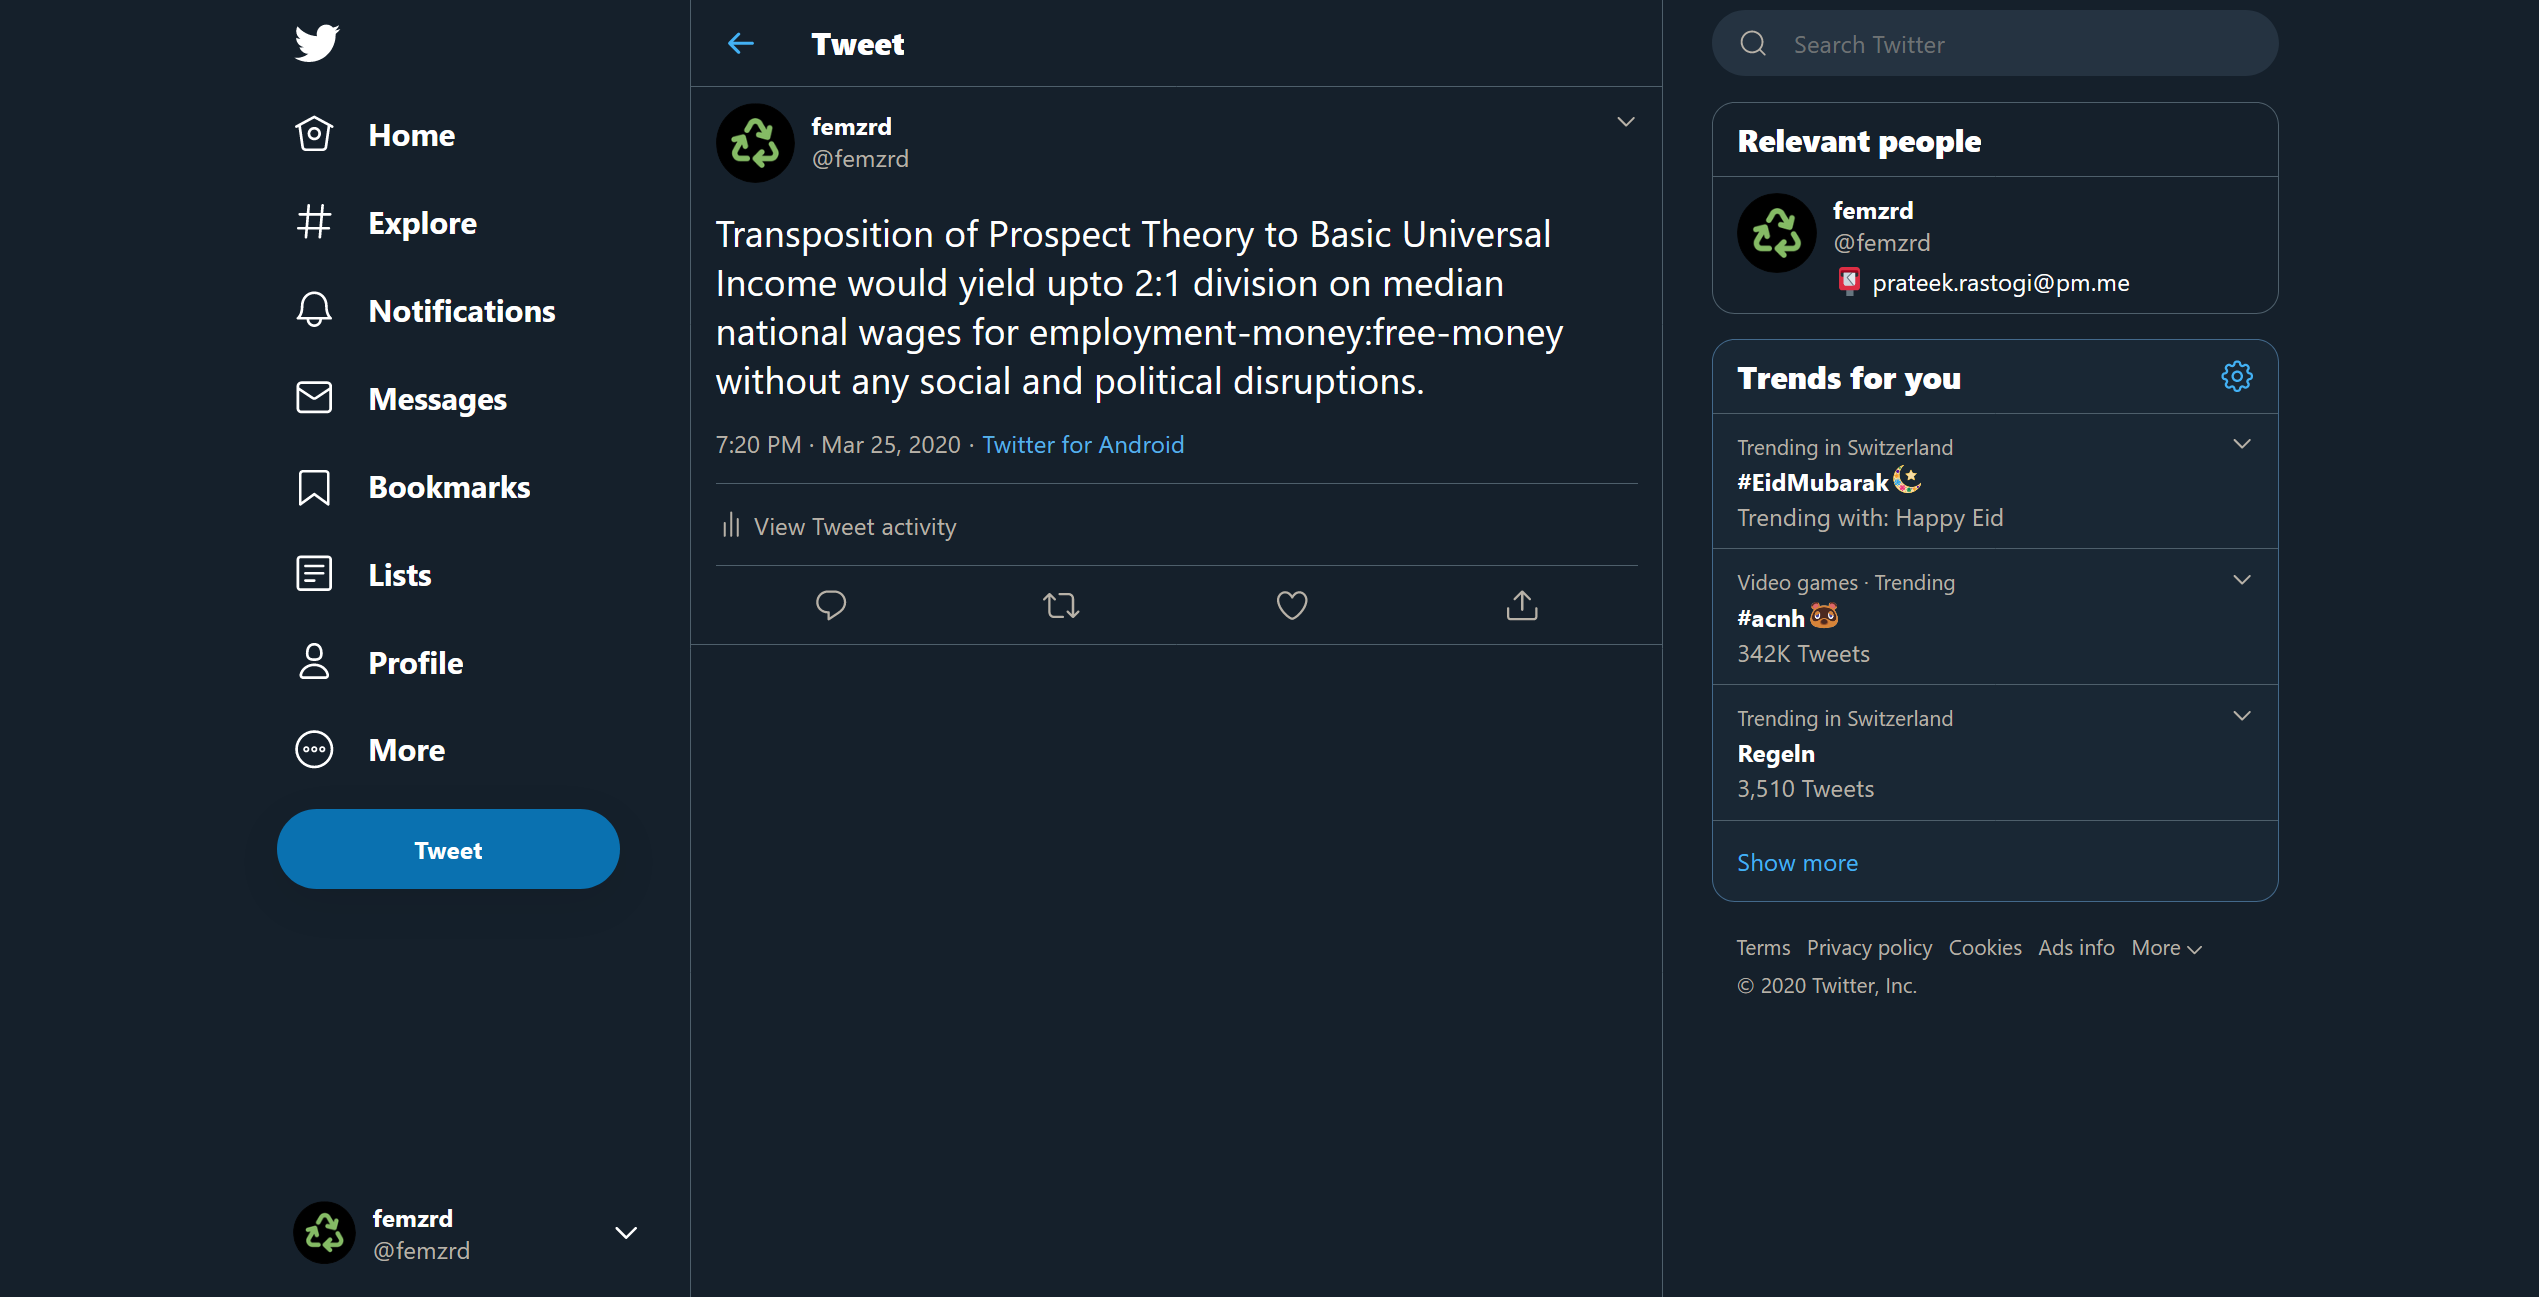 Home
Explore
Notifications
Messages
Bookmarks
Lists
Profile
More
Tweet
femzrd
@femzrd
Tweet
femzrd
@femzrd
Transposition of Prospect Theory to Basic Universal
Income would yield upto 2:1 division on median
national wages for employment-money:free-money
without any social and political disruptions.
7:20 PM · Mar 25, 2020 · Twitter for Android
View Tweet activity
Search Twitter
Relevant people
femzrd
@femzrd
prateek.rastogi@pm.me
Trends for you
Trending in Switzerland
#EidMubarak
Trending with: Happy Eid
Video games · Trending
#acnh
342K Tweets
Trending in Switzerland
Regeln
3,510 Tweets
Show more
Terms Privacy policy Cookies Ads info More
© 2020 Twitter, Inc.